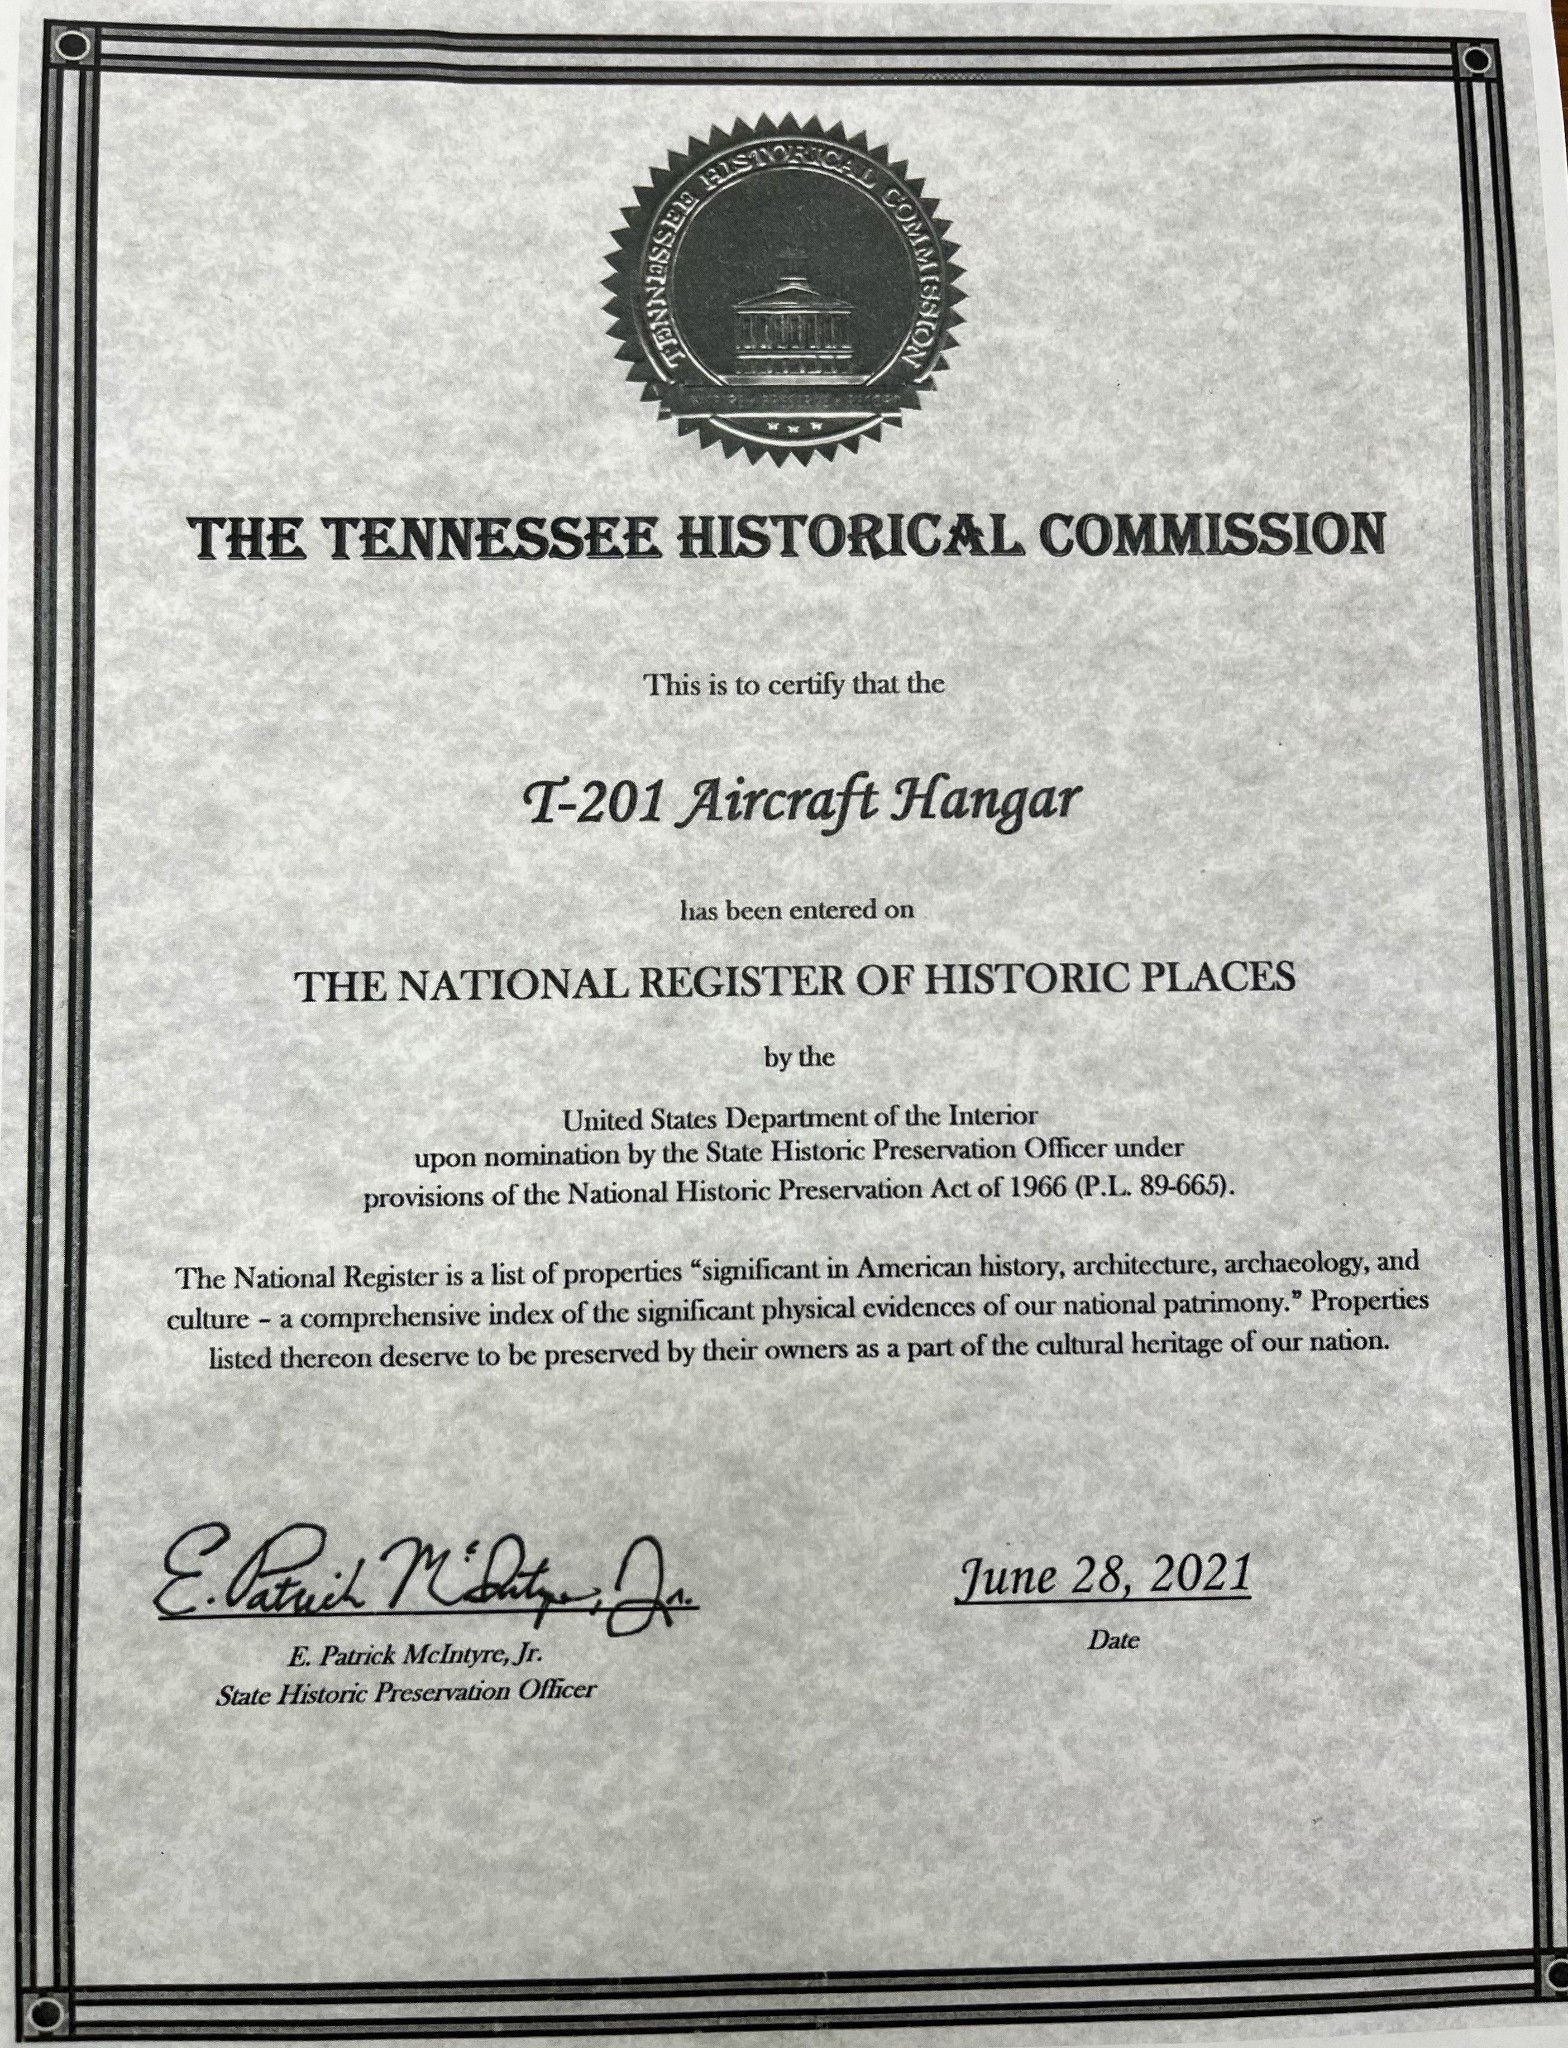 TENNESSEE HISTORICAL COMMISSION
THE TENNESSEE HISTORICAL COMMISSION
This is to certify that the
T-201 Aircraft Hangar
has been entered on
THE NATIONAL REGISTER OF HISTORIC PLACES
by the
United States Department of the Interior
upon nomination by the State Historic Preservation Officer under
provisions of the National Historic Preservation Act of 1966 (P.L. 89-665).
The National Register is a list of properties “significant in American history, architecture, archaeology, and
culture – a comprehensive index of the significant physical evidences of our national patrimony.” Properties
listed thereon deserve to be preserved by their owners as a part of the cultural heritage of our nation.
E. Patrick McIntyre, Jr.
June 28, 2021
E. Patrick McIntyre, Jr.
Date
State Historic Preservation Officer